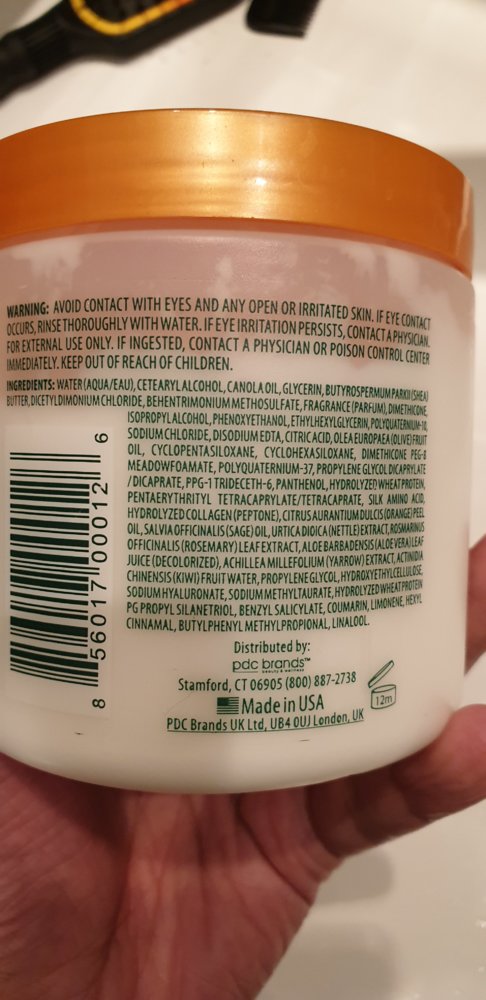 WARNING: AVOID CONTACT WITH EYES AND ANY OPEN OR IRRITATED SKIN. IF EYE CONTACT
OCCURS, RINSE THOROUGHLY WITH WATER. IF EYE IRRITATION PERSISTS, CONTACT A PHYSICIAN.
FOR EXTERNAL USE ONLY. IF INGESTED, CONTACT A PHYSICIAN OR POISON CONTROL CENTER
IMMEDIATELY. KEEP OUT OF REACH OF CHILDREN.
INGREDIENTS: WATER (AQUA/EAU), CETEARYL ALCOHOL, CANOLA OIL, GLYCERIN, BUTYROSPERMUM PARKII (SHEA)
BUTTER, DICETYLDIMONIUM CHLORIDE, BEHENTRIMONIUM METHOSULFATE, FRAGRANCE (PARFUM), DIMETHICONE,
ISOPROPYL ALCOHOL, PHENOXYETHANOL, ETHYLHEXYLGLYCERIN, POLYQUATERNIUM-10,
SODIUM CHLORIDE, DISODIUM EDTA, CITRIC ACID, OLEA EUROPAEA (OLIVE) FRUIT
OIL, CYCLOPENTASILOXANE, CYCLOHEXASILOXANE, DIMETHICONE PEG-8
MEADOWFOAMATE, POLYQUATERNIUM-37, PROPYLENE GLYCOL DICAPRYLATE
/DICAPRATE, PPG-1 TRIDECETH-6, PANTHENOL, HYDROLYZED WHEAT PROTEIN,
PENTAERYTHRITYL TETRACAPRYLATE/TETRACAPRATE, SILK AMINO ACID,
HYDROLYZED COLLAGEN (PEPTONE), CITRUS AURANTIUM DULCIS (ORANGE) PEEL
OIL, SALVIA OFFICINALIS (SAGE) OIL, URTICA DIOICA (NETTLE) EXTRACT, ROSMARINUS
OFFICINALIS (ROSEMARY) LEAF EXTRACT, ALOE BARBADENSIS (ALOE VERA) LEAF
JUICE (DECOLORIZED), ACHILLEA MILLEFOLIUM (YARROW) EXTRACT, ACTINIDIA
CHINENSIS (KIWI) FRUIT WATER, PROPYLENE GLYCOL, HYDROXYETHYLCELLULOSE,
SODIUM HYALURONATE, SODIUM METHYL TAURATE, HYDROLYZED WHEAT PROTEIN
PG PROPYL SILANETRIOL, BENZYL SALICYLATE, COUMARIN, LIMONENE, HEXYL
CINNAMAL, BUTYLPHENYL METHYLPROPIONAL, LINALOOL.
8 56017 00012 6
Distributed by:
pdc brands™
beauty & wellness
Stamford, CT 06905 (800) 887-2738
Made in USA
PDC Brands UK Ltd, UB4 0UJ London, UK
12m